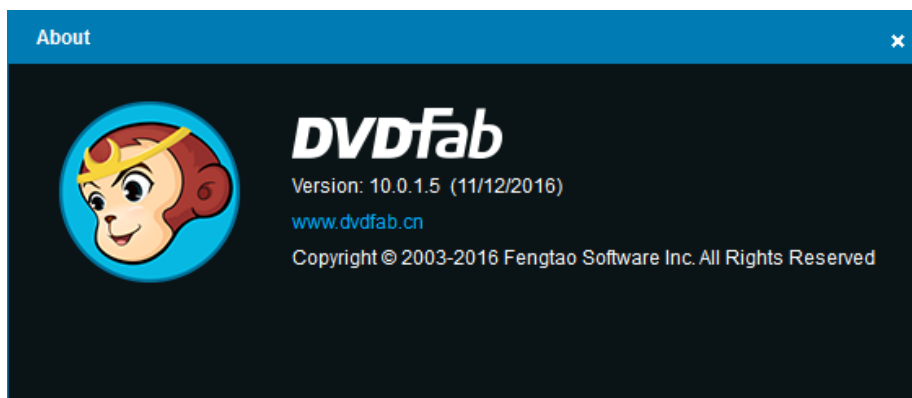 About
DVDFab
Version: 10.0.1.5 (11/12/2016)
www.dvdfab.cn
Copyright © 2003-2016 Fengtao Software Inc. All Rights Reserved